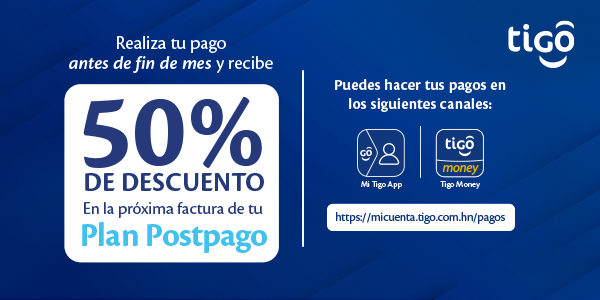 Realiza tu pago
antes de fin de mes y recibe
50%
DE DESCUENTO
En la próxima factura de tu
Plan Postpago
tigo
Puedes hacer tus pagos en
los siguientes canales:
GO
Mi Tigo App
tigo
money
Tigo Money
https://micuenta.tigo.com.hn/pagos